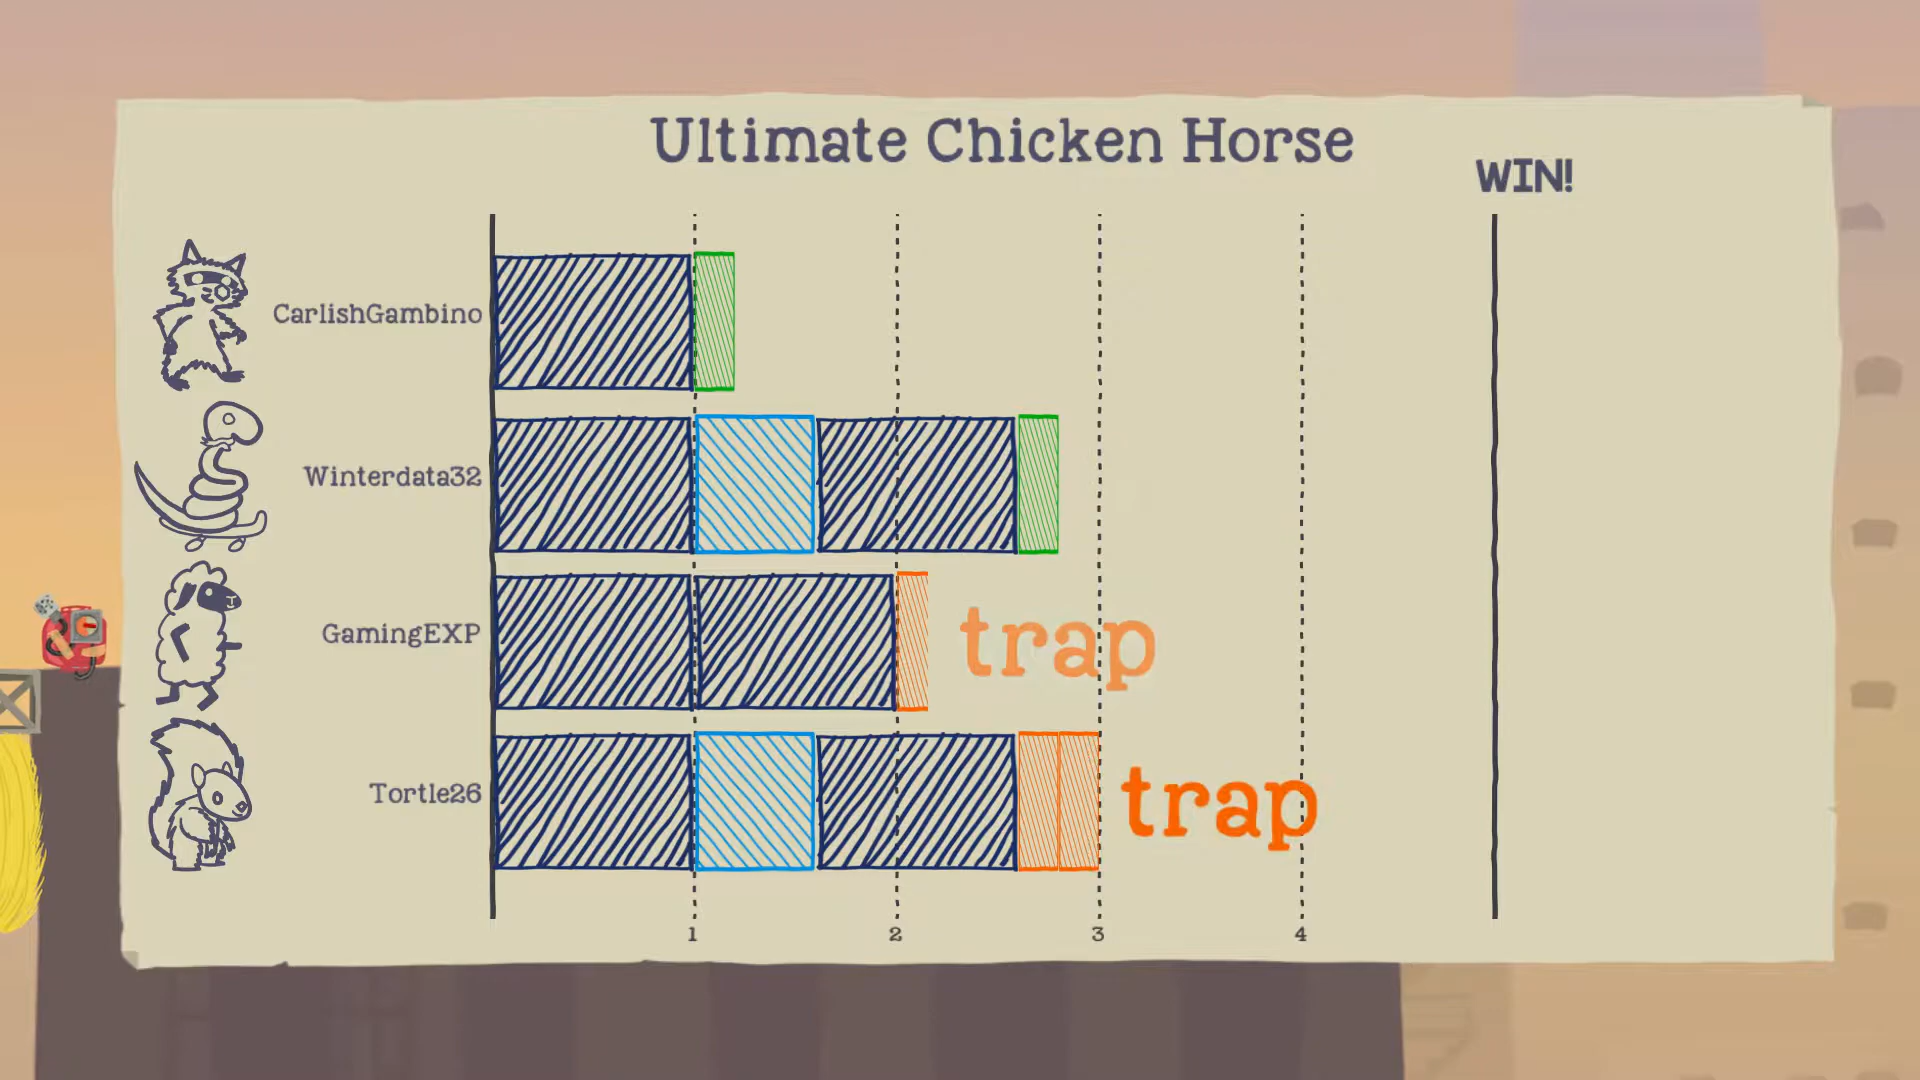 Ultimate Chicken Horse
WIN!
CarlishGambino
Winterdata32
GamingEXP
trap
Tortle26
trap
1 2 3 4